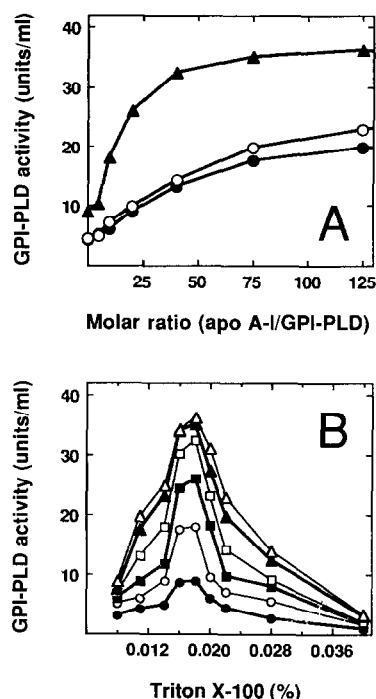 GPI-PLD activity (units/ml)
40
30
20
10
A
25 50 75 100 125
Molar ratio (apo A-I/GPI-PLD)
GPI-PLD activity (units/ml)
40
30
20
10
B
0.012 0.020 0.028 0.036
Triton X-100 (%)